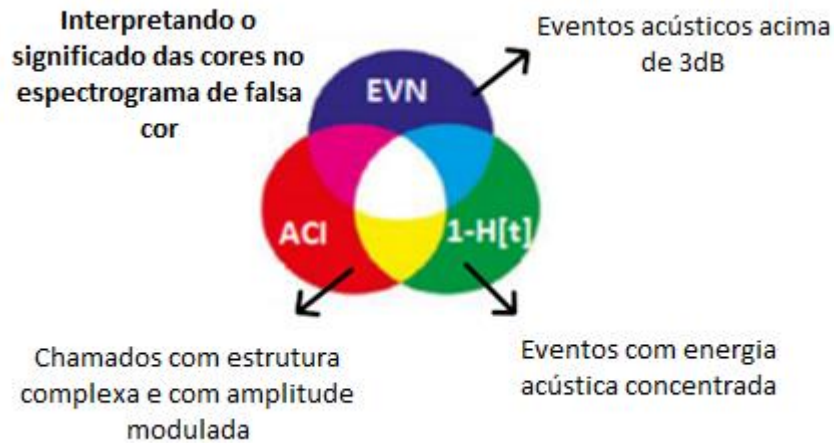 Interpretando o
significado das cores no
espectrograma de falsa
cor
Eventos acústicos acima
de 3dB
EVN
ACI
1-H[t]
Chamados com estrutura
complexa e com amplitude
modulada
Eventos com energia
acústica concentrada